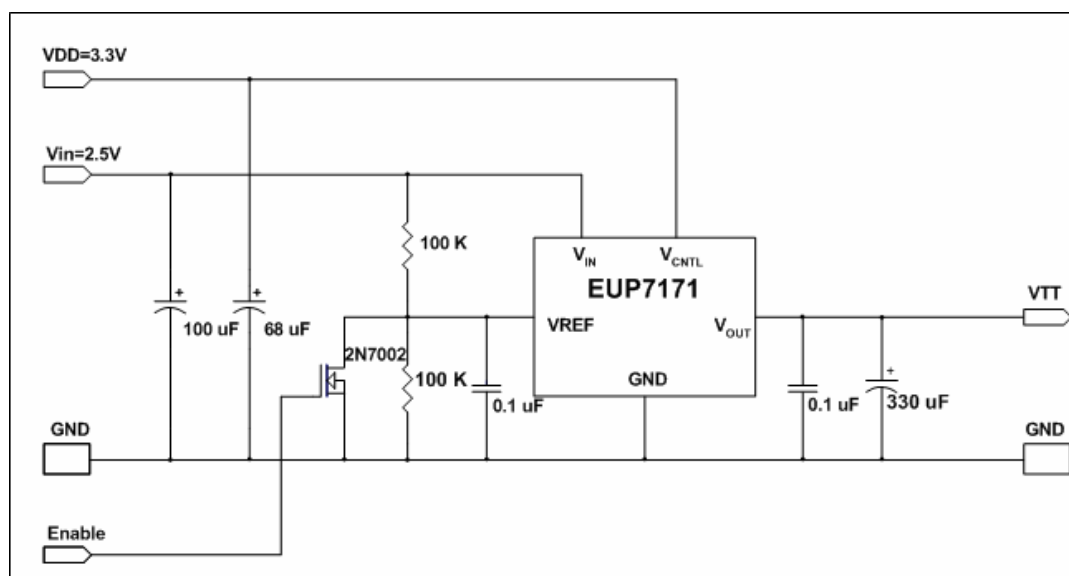 VDD=3.3V
Vin=2.5V
100 K
VIN
VCNTL
EUP7171
VTT
+
100 uF
+
68 uF
VREF
VOUT
2N7002
100 K
GND
+
0.1 uF
0.1 uF
330 uF
GND
GND
Enable